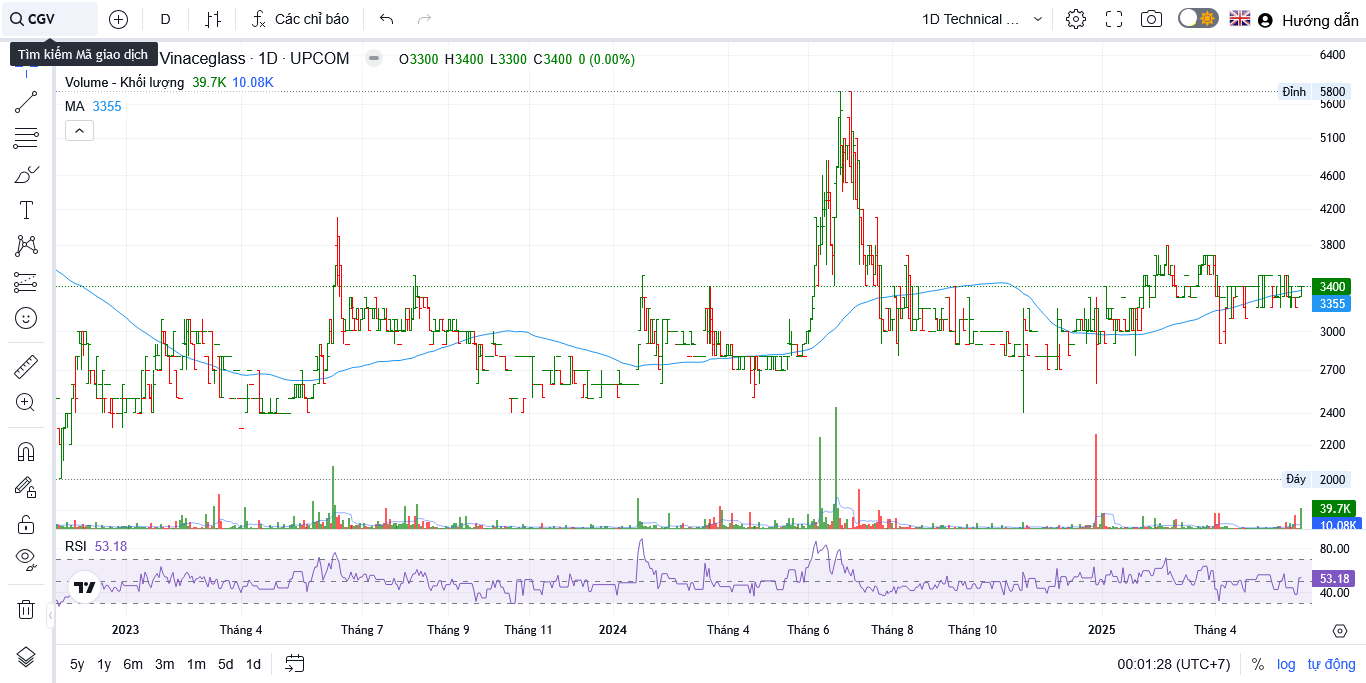 CGV
D
Các chỉ báo
1D Technical ...
Hướng dẫn
Tìm kiếm Mã giao dịch
Vinaceglass · 1D · UPCOM
O3300 H3400 L3300 C3400 0 (0.00%)
Volume - Khối lượng 39.7K 10.08K
MA 3355
6400
Đỉnh 5800
5600
5100
4600
4200
3800
3400
3355
3000
2700
2400
2200
Đáy 2000
39.7K
10.08K
RSI 53.18
80.00
53.18
40.00
2023 Tháng 4 Tháng 7 Tháng 9 Tháng 11 2024 Tháng 4 Tháng 6 Tháng 8 Tháng 10 2025 Tháng 4
5y 1y 6m 3m 1m 5d 1d
00:01:28 (UTC+7) % log tự động